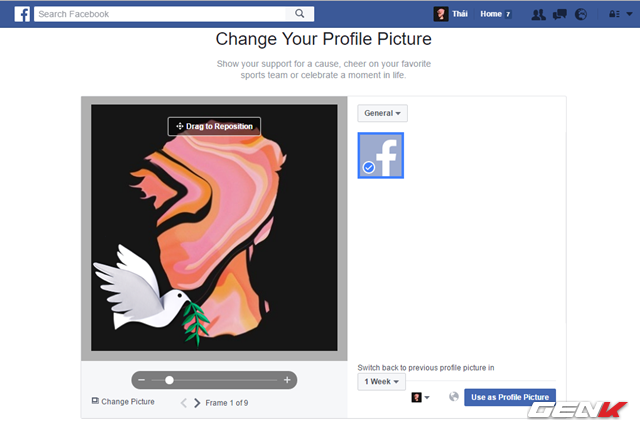 f Search Facebook Thái Home 7
Change Your Profile Picture
Show your support for a cause, cheer on your favorite
sports team or celebrate a moment in life.
Drag to Reposition
General
f
Switch back to previous profile picture in
1 Week
Change Picture Frame 1 of 9 Use as Profile Picture
GENK